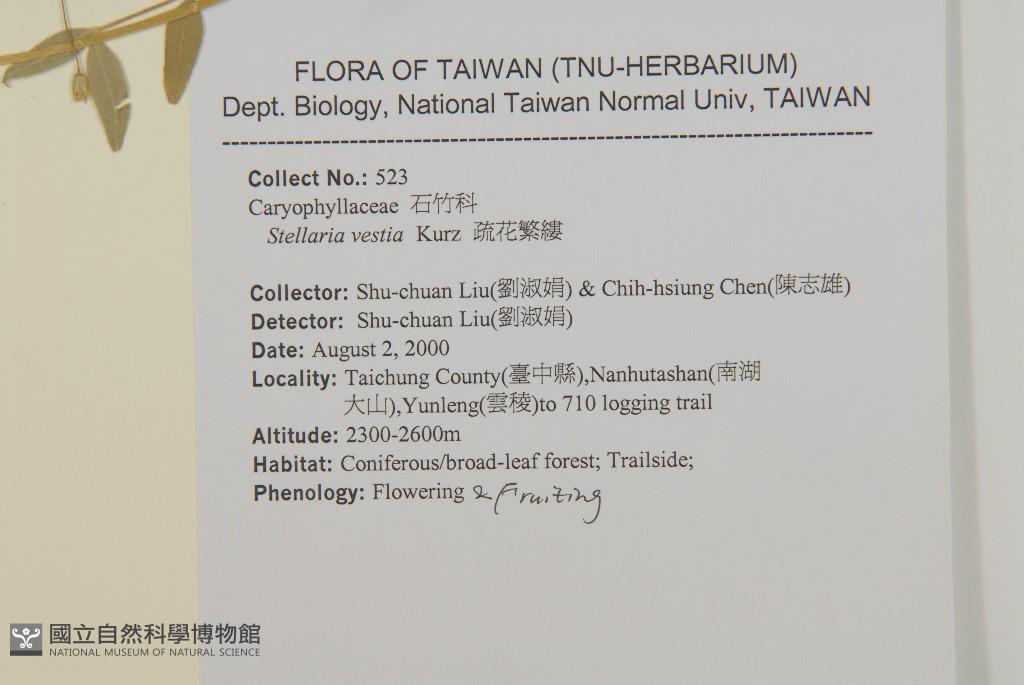 FLORA OF TAIWAN (TNU-HERBARIUM)
Dept. Biology, National Taiwan Normal Univ, TAIWAN
Collect No.: 523
Caryophyllaceae 石竹科
Stellaria vestia Kurz 疏花繁縷
Collector: Shu-chuan Liu(劉淑娟) & Chih-hsiung Chen(陳志雄)
Detector: Shu-chuan Liu(劉淑娟)
Date: August 2, 2000
Locality: Taichung County(臺中縣),Nanhutashan(南湖
大山),Yunleng(雲稜)to 710 logging trail
Altitude: 2300-2600m
Habitat: Coniferous/broad-leaf forest; Trailside;
Phenology: Flowering & Fruiting
國立自然科學博物館
NATIONAL MUSEUM OF NATURAL SCIENCE